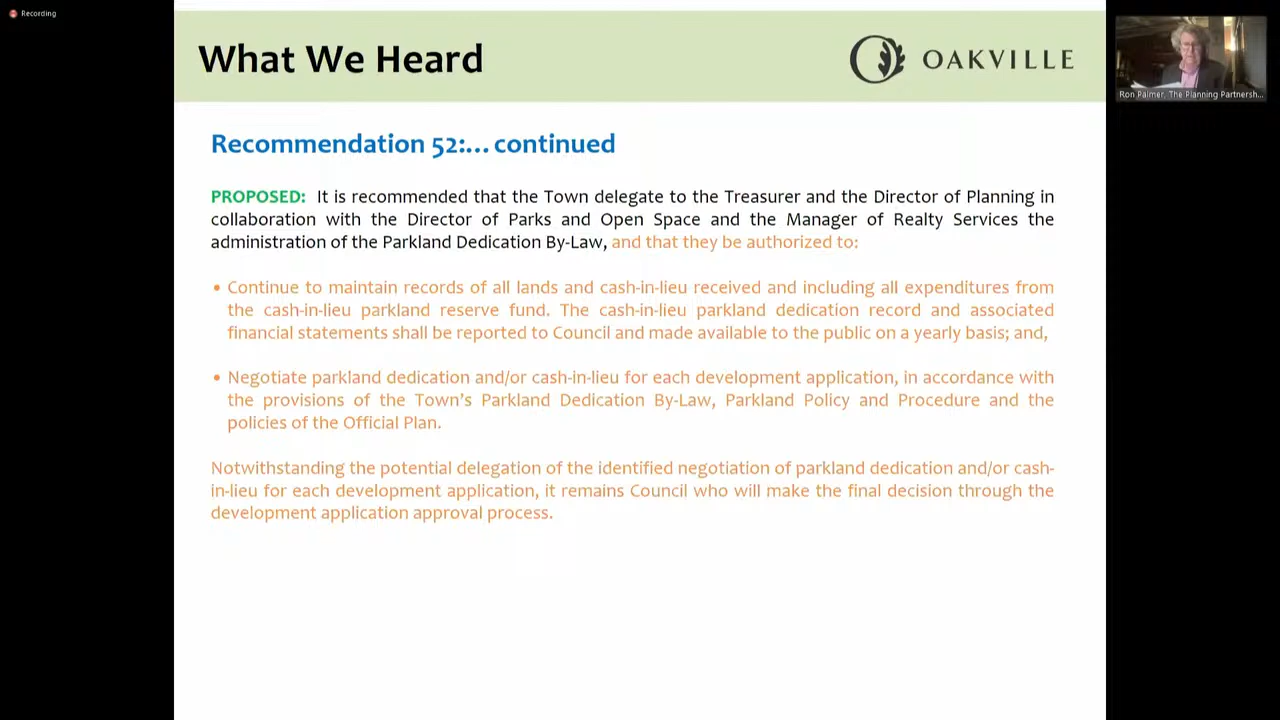 Recording
What We Heard
OAKVILLE
Ron Palmer, The Planning Partnersh...
Recommendation 52:... continued
PROPOSED: It is recommended that the Town delegate to the Treasurer and the Director of Planning in
collaboration with the Director of Parks and Open Space and the Manager of Realty Services the
administration of the Parkland Dedication By-Law, and that they be authorized to:
• Continue to maintain records of all lands and cash-in-lieu received and including all expenditures from
the cash-in-lieu parkland reserve fund. The cash-in-lieu parkland dedication record and associated
financial statements shall be reported to Council and made available to the public on a yearly basis; and,
• Negotiate parkland dedication and/or cash-in-lieu for each development application, in accordance with
the provisions of the Town's Parkland Dedication By-Law, Parkland Policy and Procedure and the
policies of the Official Plan.
Notwithstanding the potential delegation of the identified negotiation of parkland dedication and/or cash-
in-lieu for each development application, it remains Council who will make the final decision through the
development application approval process.